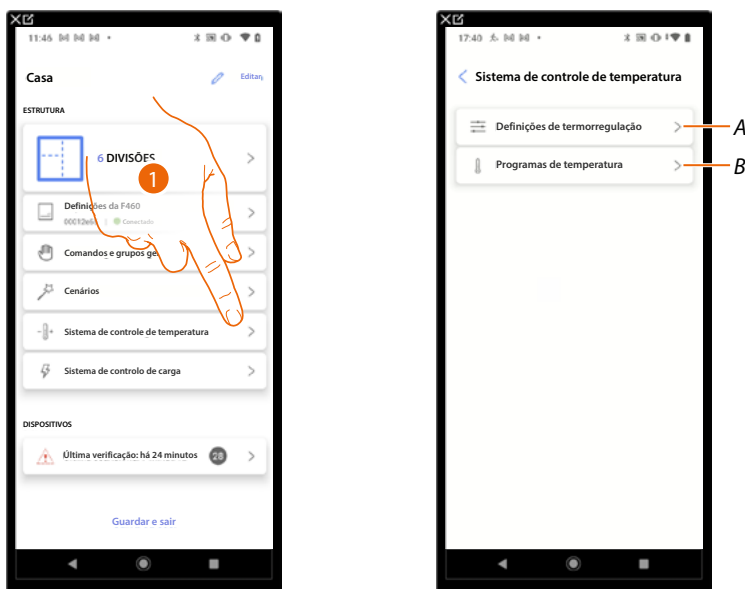 11:46
Casa
Editar
ESTRUTURA
6 DIVISÕES
1
Definições da F460
Conectado
Comandos e grupos ge
Cenários
Sistema de controle de temperatura
Sistema de controlo de carga
DISPOSITIVOS
Última verificação: há 24 minutos
28
Guardar e sair
17:40
Sistema de controle de temperatura
Definições de termorregulação
A
Programas de temperatura
B